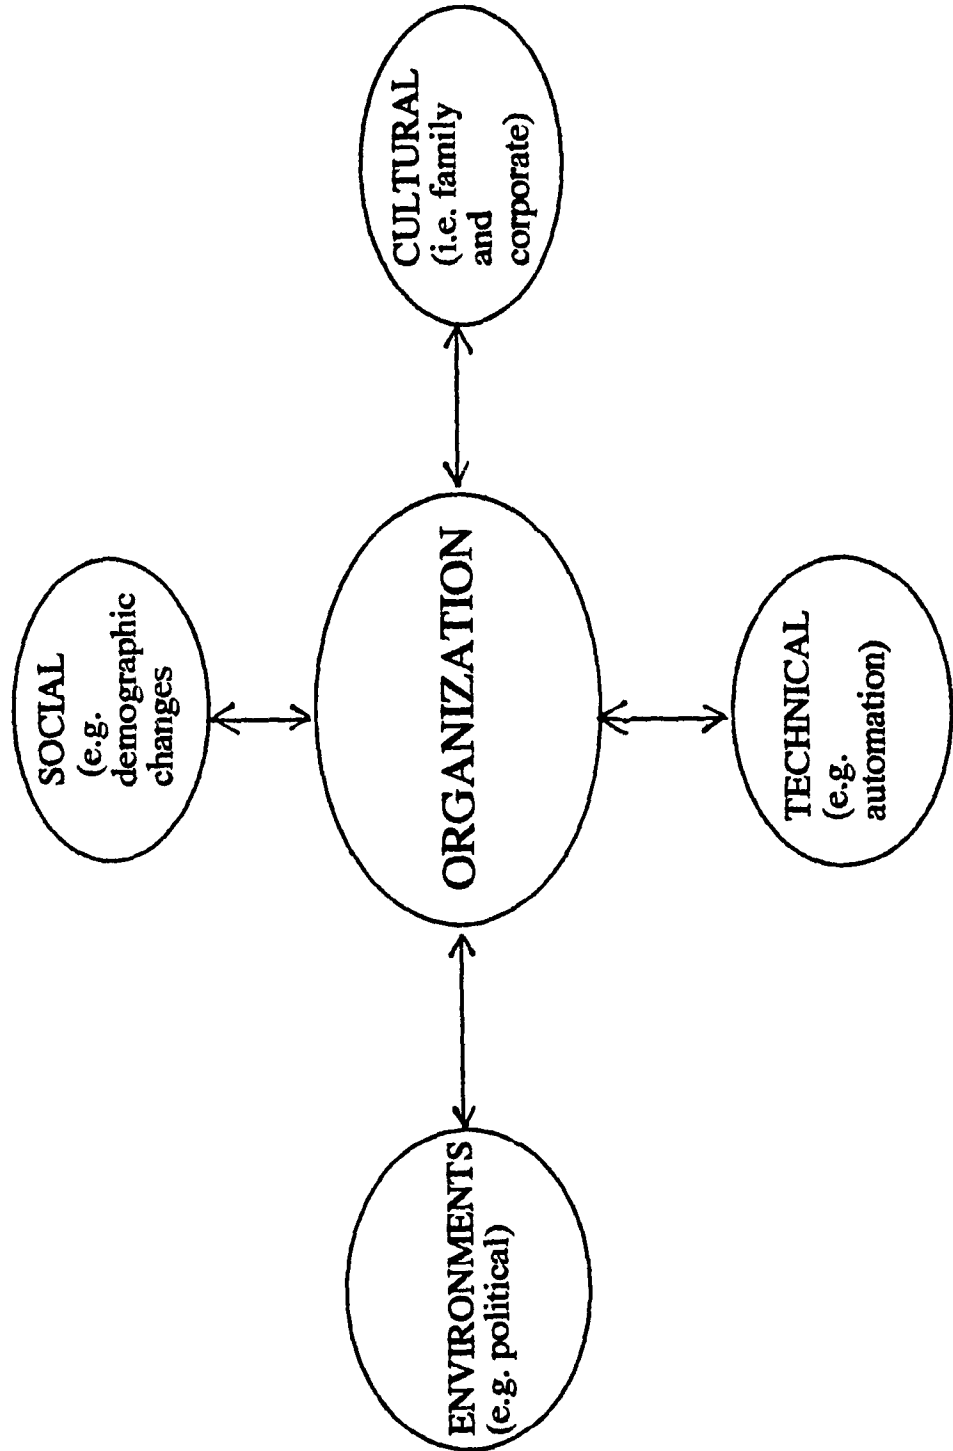 SOCIAL
(e.g.
demographic
changes
ENVIRONMENTS
(e.g. political)
ORGANIZATION
CULTURAL
(i.e. family
and
corporate)
TECHNICAL
(e.g.
automation)